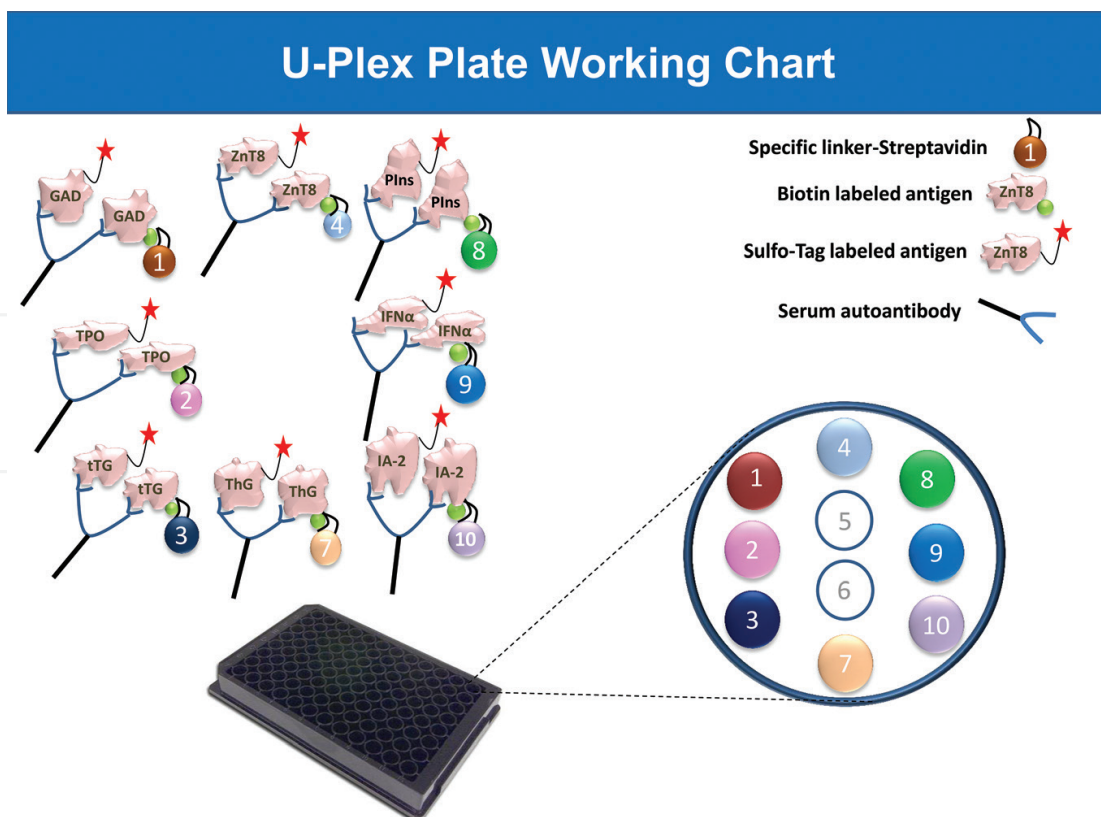 U-Plex Plate Working Chart
GAD
GAD
1
ZnT8
ZnT8
4
PIns
PIns
8
TPO
TPO
2
IFNα
IFNα
9
tTG
tTG
3
ThG
ThG
7
IA-2
IA-2
10
Specific linker-Streptavidin
1
Biotin labeled antigen
ZnT8
Sulfo-Tag labeled antigen
ZnT8
Serum autoantibody
4
1
8
5
2
9
6
3
10
7